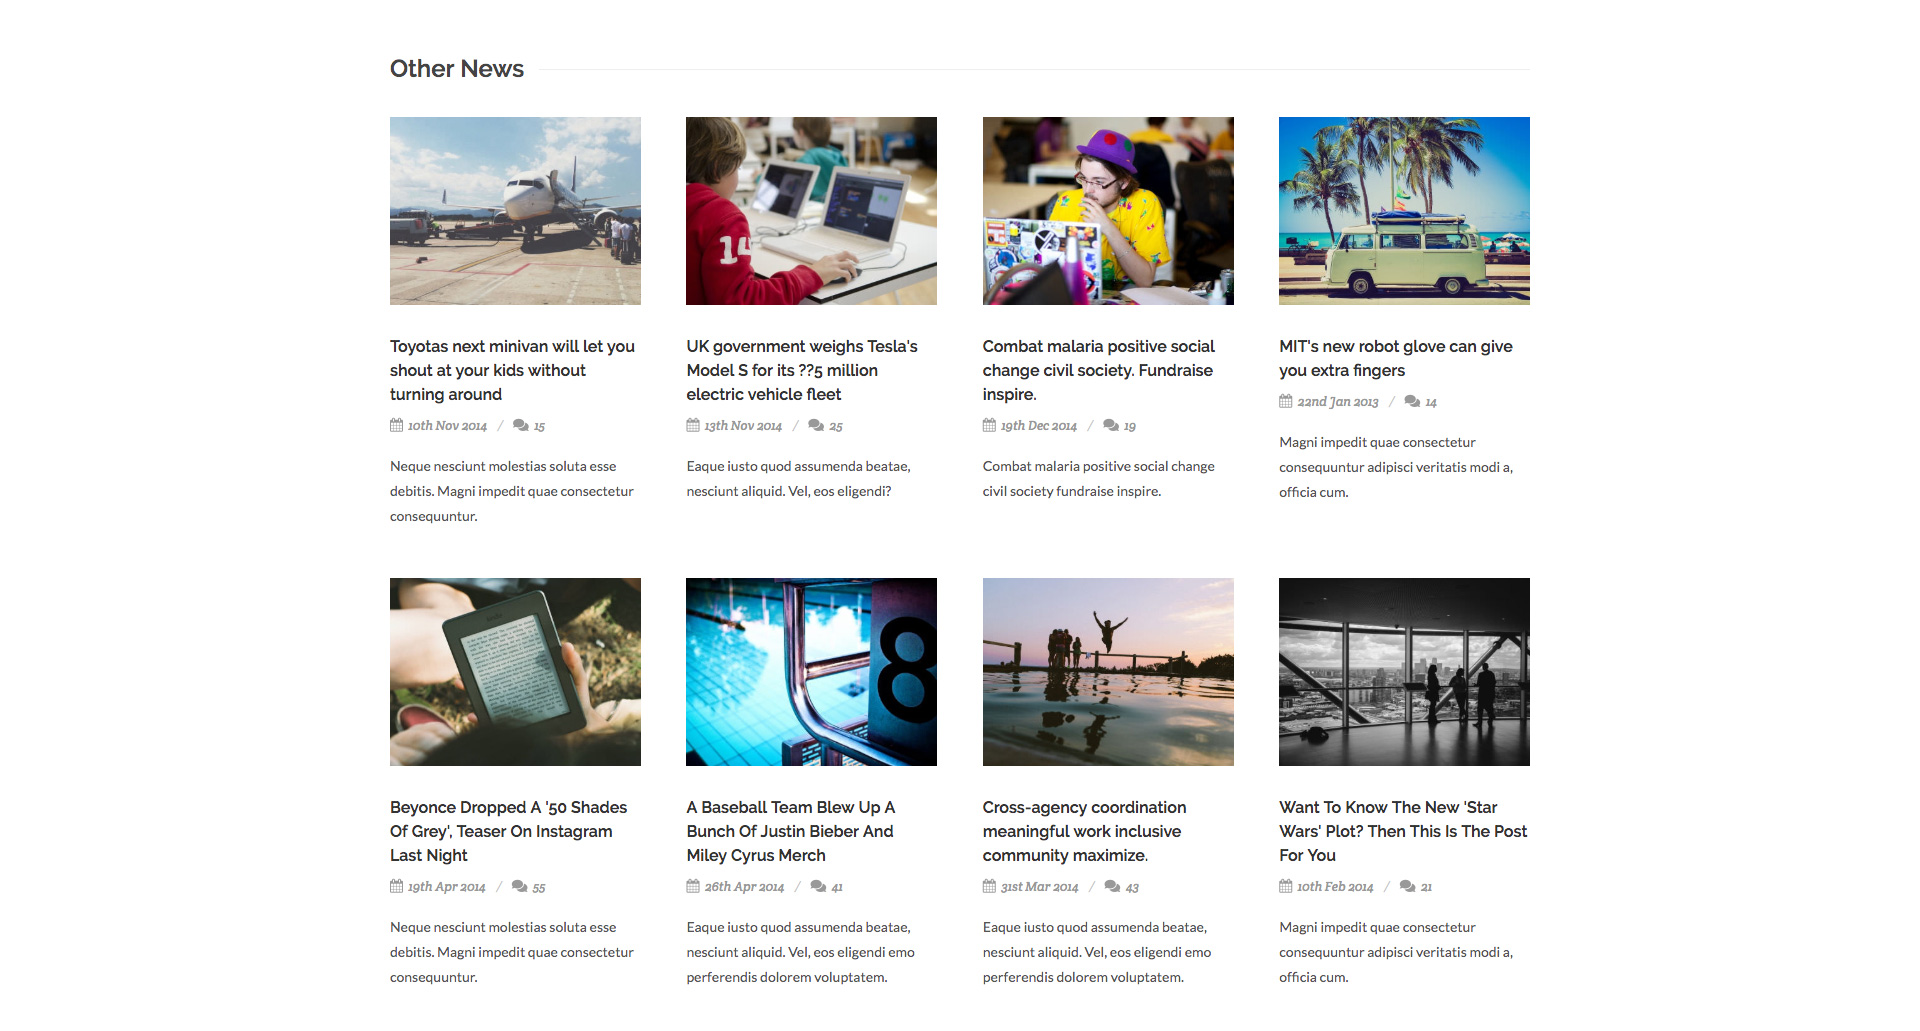 Other News
14
Toyotas next minivan will let you
shout at your kids without
turning around
10th Nov 2014 / 15
Neque nesciunt molestias soluta esse
debitis. Magni impedit quae consectetur
consequuntur.
UK government weighs Tesla's
Model S for its ??5 million
electric vehicle fleet
13th Nov 2014 / 25
Eaque iusto quod assumenda beatae,
nesciunt aliquid. Vel, eos eligendi?
Combat malaria positive social
change civil society. Fundraise
inspire.
19th Dec 2014 / 19
Combat malaria positive social change
civil society fundraise inspire.
MIT's new robot glove can give
you extra fingers
22nd Jan 2013 / 14
Magni impedit quae consectetur
consequuntur adipisci veritatis modi a,
officia cum.
8
Beyonce Dropped A '50 Shades
Of Grey', Teaser On Instagram
Last Night
19th Apr 2014 / 55
Neque nesciunt molestias soluta esse
debitis. Magni impedit quae consectetur
consequuntur.
A Baseball Team Blew Up A
Bunch Of Justin Bieber And
Miley Cyrus Merch
26th Apr 2014 / 41
Eaque iusto quod assumenda beatae,
nesciunt aliquid. Vel, eos eligendi emo
perferendis dolorem voluptatem.
Cross-agency coordination
meaningful work inclusive
community maximize.
31st Mar 2014 / 43
Eaque iusto quod assumenda beatae,
nesciunt aliquid. Vel, eos eligendi emo
perferendis dolorem voluptatem.
Want To Know The New 'Star
Wars' Plot? Then This Is The Post
For You
10th Feb 2014 / 21
Magni impedit quae consectetur
consequuntur adipisci veritatis modi a,
officia cum.